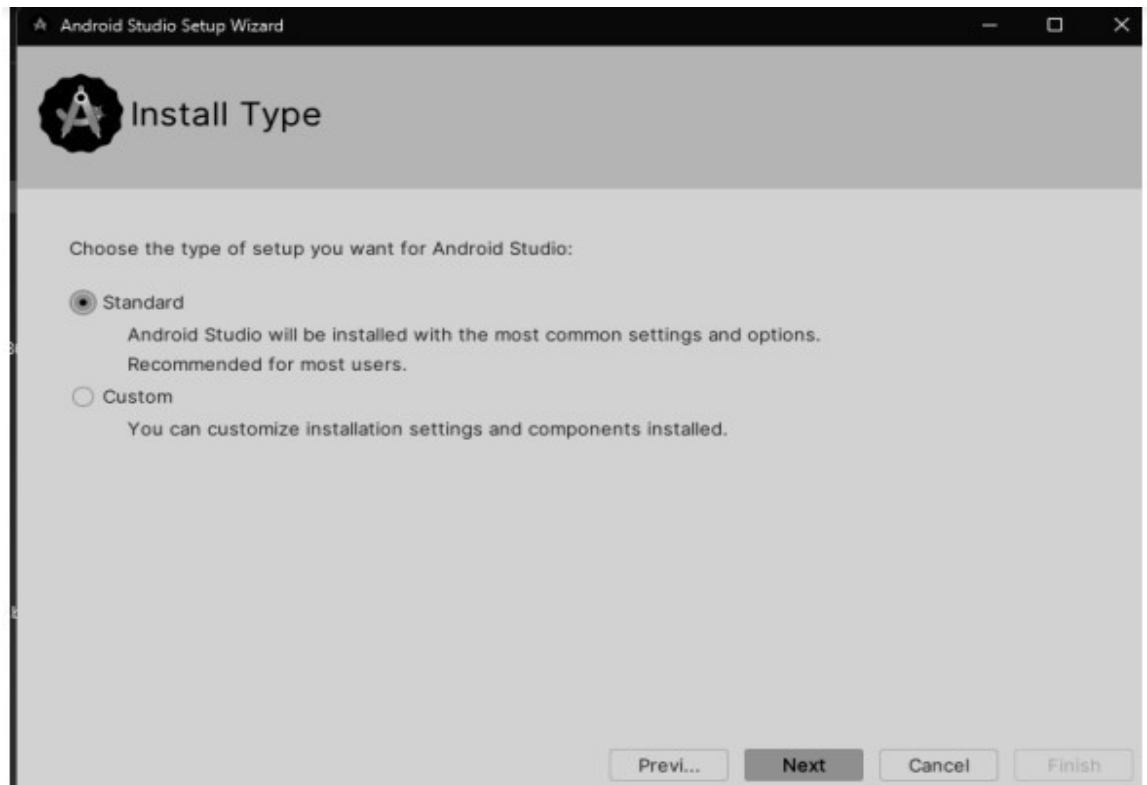 Android Studio Setup Wizard
Install Type
Choose the type of setup you want for Android Studio:
Standard
Android Studio will be installed with the most common settings and options.
Recommended for most users.
Custom
You can customize installation settings and components installed.
Previ... Next Cancel Finish